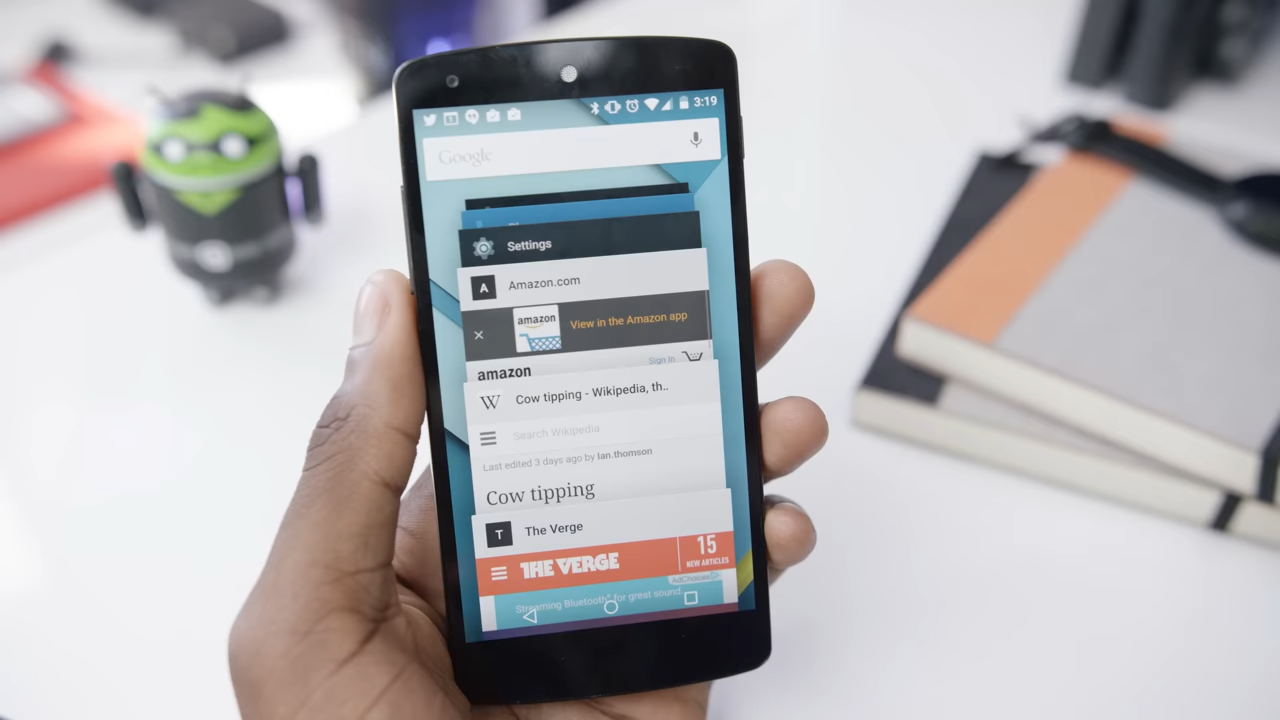 3:19
Google
Settings
A Amazon.com
amazon
View in the Amazon app
Sign In
amazon
W Cow tipping - Wikipedia, th..
Search Wikipedia
Last edited 3 days ago by Ian.thomson
Cow tipping
T The Verge
THE VERGE
15
NEW ARTICLES
AdChoices
Streaming Bluetooth® for great sound.